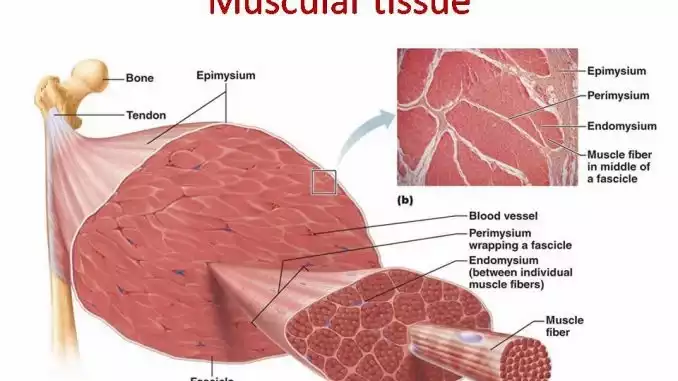 Muscular tissue
Bone
Epimysium
Tendon
Epimysium
Perimysium
Endomysium
Muscle fiber
in middle of
a fascicle
(b)
Blood vessel
Perimysium
wrapping a fascicle
Endomysium
(between individual
muscle fibers)
Muscle
fiber
Fascicle